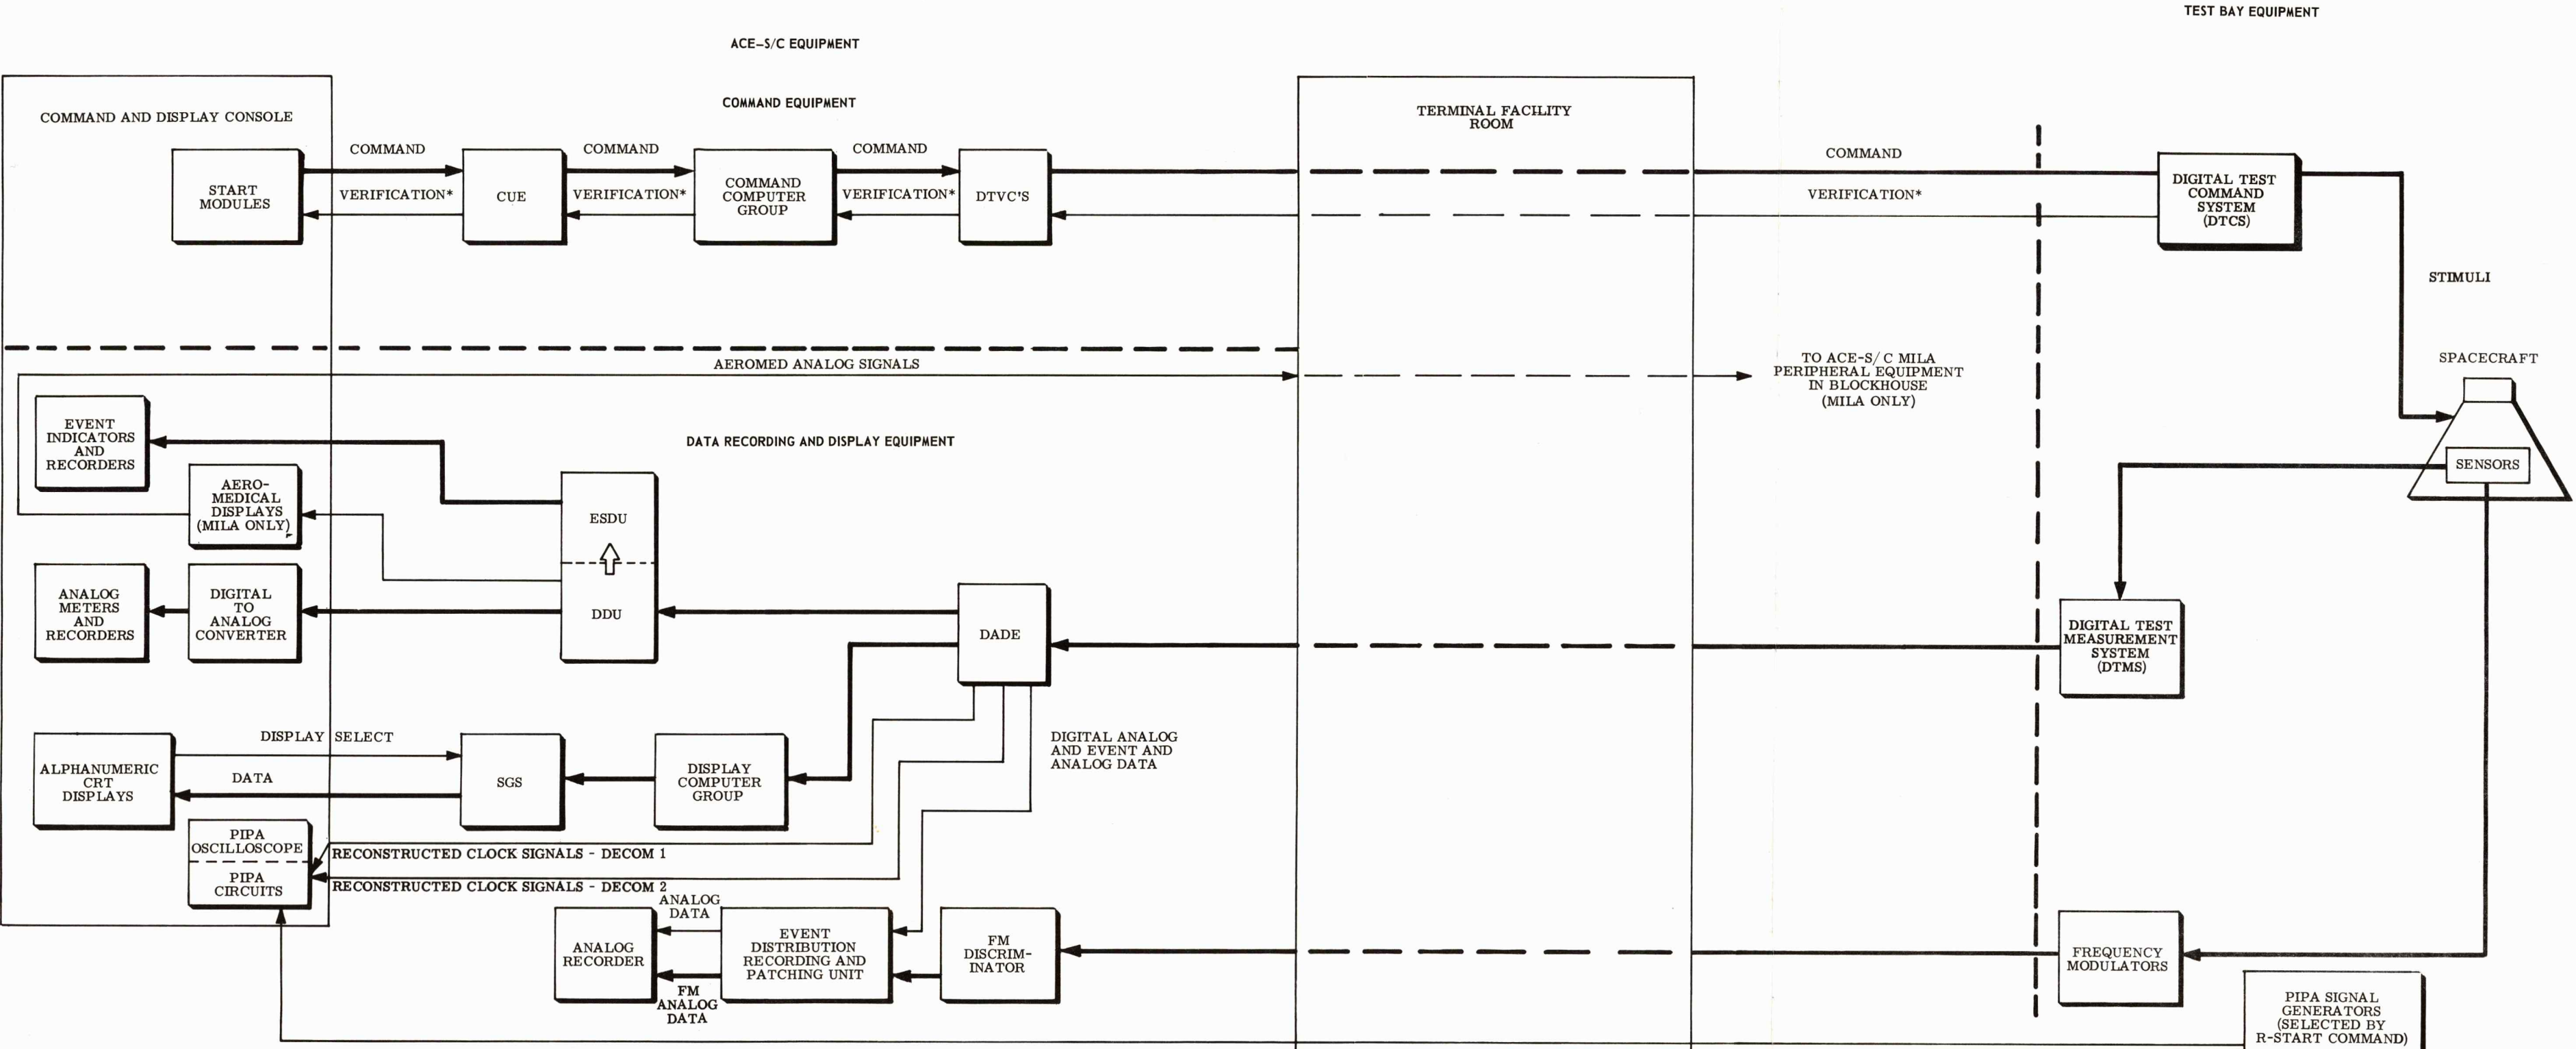 TEST BAY EQUIPMENT
ACE-S/C EQUIPMENT
COMMAND EQUIPMENT
COMMAND AND DISPLAY CONSOLE
TERMINAL FACILITY
ROOM
START
MODULES
COMMAND
VERIFICATION*
CUE
COMMAND
VERIFICATION*
COMMAND
COMPUTER
GROUP
COMMAND
VERIFICATION*
DTVC'S
COMMAND
VERIFICATION*
DIGITAL TEST
COMMAND
SYSTEM
(DTCS)
STIMULI
AEROMED ANALOG SIGNALS
TO ACE-S/C MILA
PERIPHERAL EQUIPMENT
IN BLOCKHOUSE
(MILA ONLY)
SPACECRAFT
SENSORS
DATA RECORDING AND DISPLAY EQUIPMENT
EVENT
INDICATORS
AND
RECORDERS
AERO-
MEDICAL
DISPLAYS
(MILA ONLY)
ESDU
DDU
ANALOG
METERS
AND
RECORDERS
DIGITAL
TO
ANALOG
CONVERTER
DADE
DIGITAL TEST
MEASUREMENT
SYSTEM
(DTMS)
ALPHANUMERIC
CRT
DISPLAYS
DISPLAY SELECT
DATA
SGS
DISPLAY
COMPUTER
GROUP
DIGITAL ANALOG
AND EVENT AND
ANALOG DATA
PIPA
OSCILLOSCOPE
PIPA
CIRCUITS
RECONSTRUCTED CLOCK SIGNALS - DECOM 1
RECONSTRUCTED CLOCK SIGNALS - DECOM 2
ANALOG
RECORDER
ANALOG
DATA
FM
ANALOG
DATA
EVENT
DISTRIBUTION
RECORDING AND
PATCHING UNIT
FM
DISCRIM-
INATOR
FREQUENCY
MODULATORS
PIPA SIGNAL
GENERATORS
(SELECTED BY
R-START COMMAND)